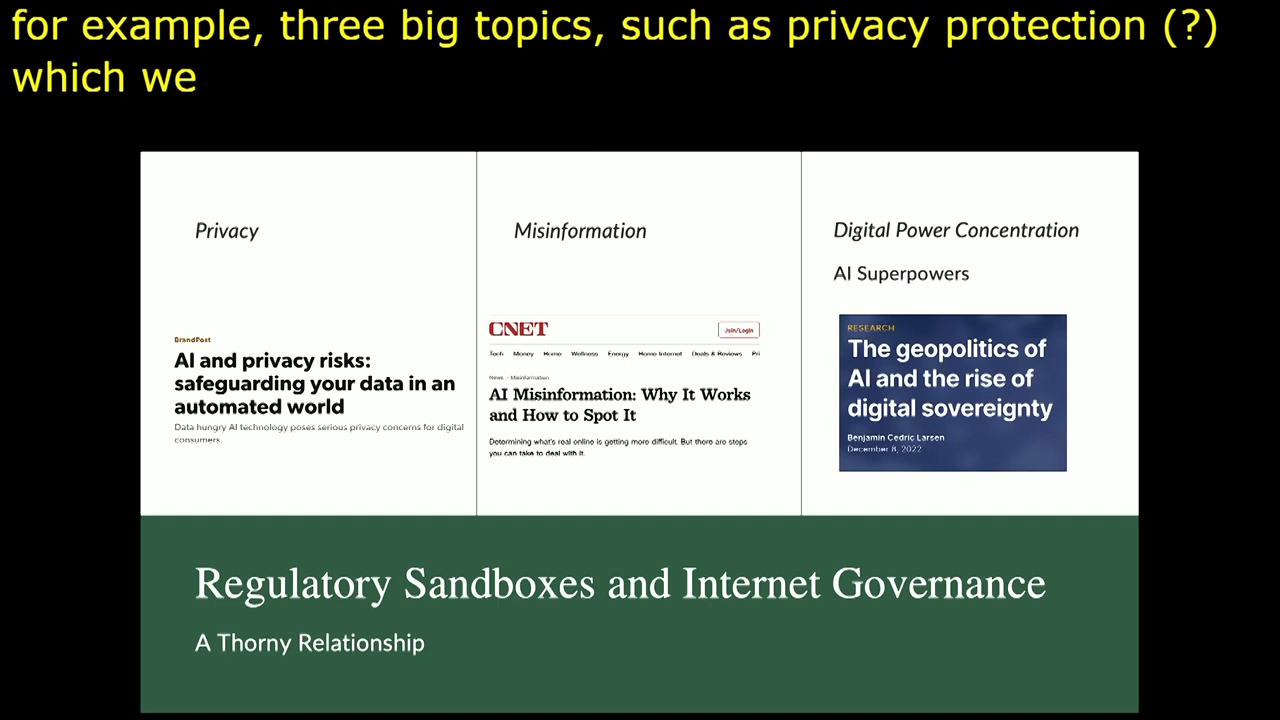 for example, three big topics, such as privacy protection (?)
which we
Privacy
BrandPost
AI and privacy risks:
safeguarding your data in an
automated world
Data hungry AI technology poses serious privacy concerns for digital
consumers.
Misinformation
CNET
Join/Login
Tech Money Home Wellness Energy Home Internet Deals & Reviews Pri
News > Misinformation
AI Misinformation: Why It Works
and How to Spot It
Determining what's real online is getting more difficult. But there are steps
you can take to deal with it.
Digital Power Concentration
AI Superpowers
RESEARCH
The geopolitics of
AI and the rise of
digital sovereignty
Benjamin Cedric Larsen
December 8, 2022
Regulatory Sandboxes and Internet Governance
A Thorny Relationship